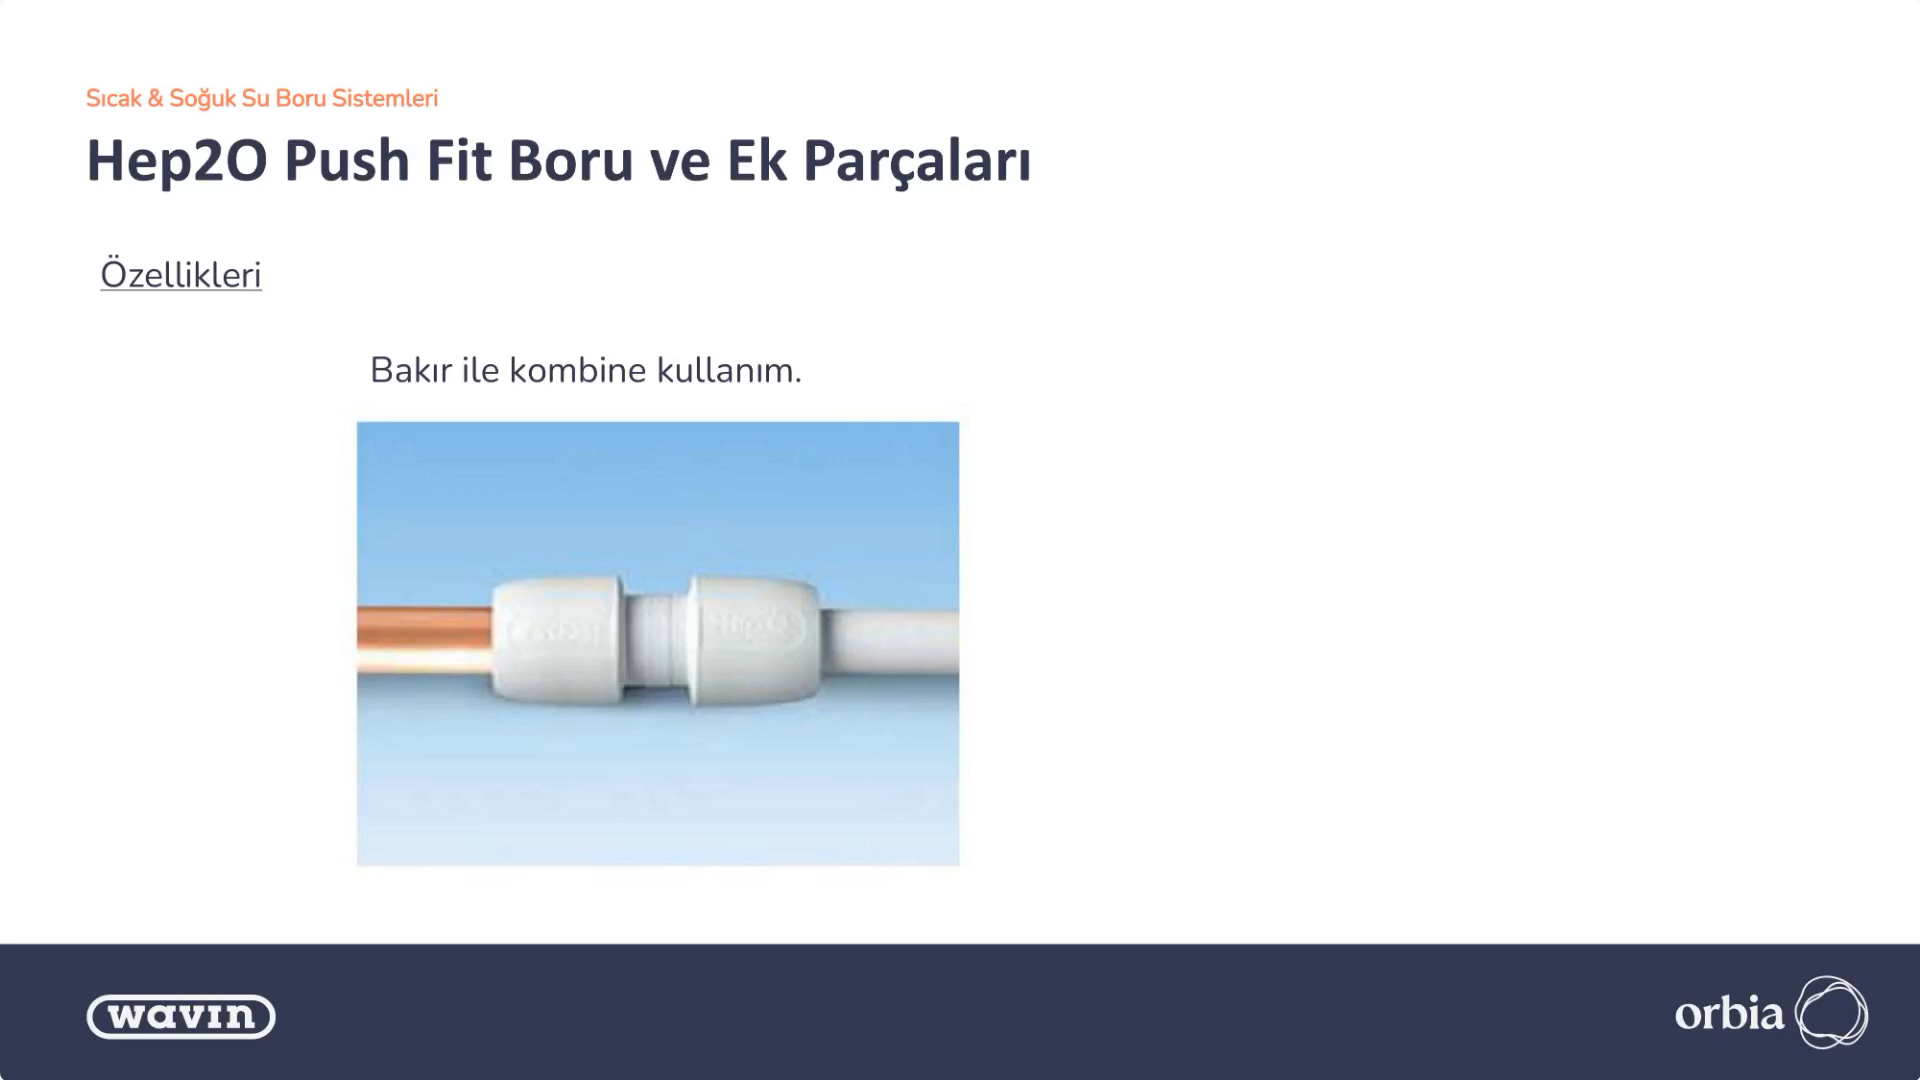 Sıcak & Soğuk Su Boru Sistemleri
Hep2O Push Fit Boru ve Ek Parçaları
Özellikleri
Bakır ile kombine kullanım.
wavin
orbia